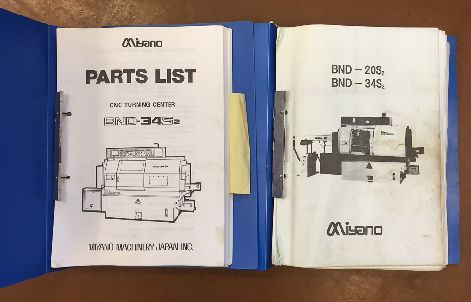 Miyano
PARTS LIST
CNC TURNING CENTER
BND-34S2
MIYANO MACHINERY JAPAN INC.
BND - 20S2
BND - 34S2
Miyano